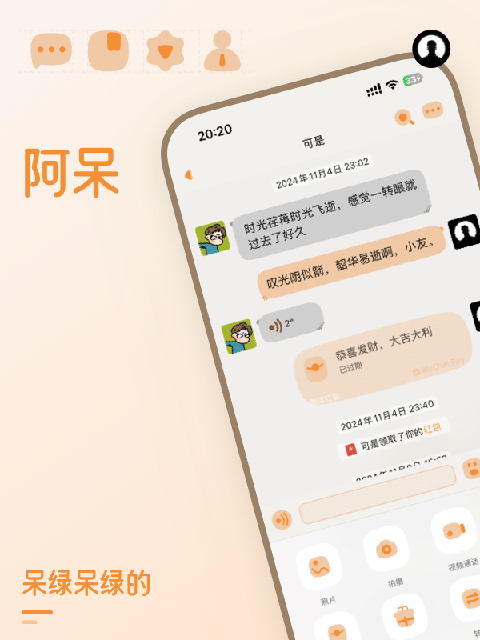 阿呆
20:20
33+
可是
2024年11月4日 23:02
时光荏苒时光飞逝，感觉一转眼就
过去了好久
叹光阴似箭，韶华易逝啊，小友、
2"
恭喜发财，大吉大利
已过期
2024年11月4日 23:40
可是领取了你的红包
照片
拍摄
视频通话
呆绿呆绿的